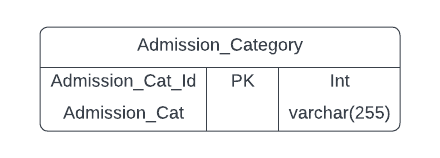 Admission_Category
Admission_Cat_Id PK Int
Admission_Cat varchar(255)